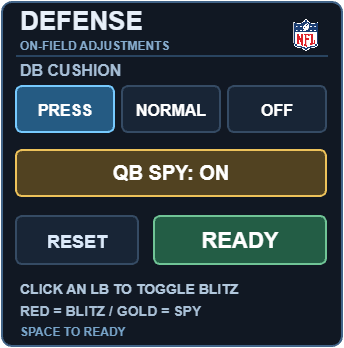 DEFENSE
NFL
ON-FIELD ADJUSTMENTS
DB CUSHION
PRESS NORMAL OFF
QB SPY: ON
RESET READY
CLICK AN LB TO TOGGLE BLITZ
RED = BLITZ / GOLD = SPY
SPACE TO READY